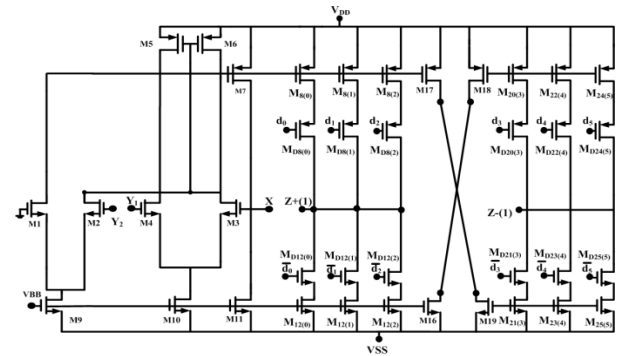 V_DD
M5 M6
M7 M8(0) M8(1) M8(2) M17 M18 M20(3) M22(4) M24(5)
d0 d1 d2 d3 d4 d5
MD8(0) MD8(1) MD8(2) MD20(3) MD22(4) MD24(5)
M1 M2 Y2 Y1 M4 M3 X Z+(1) Z-(1)
MD12(0) MD12(1) MD12(2) MD21(3) MD23(4) MD25(5)
d̅0 d̅1 d̅2 d̅3 d̅4 d̅5
VBB
M9 M10 M11 M12(0) M12(1) M12(2) M16 M19 M21(3) M23(4) M25(5)
VSS